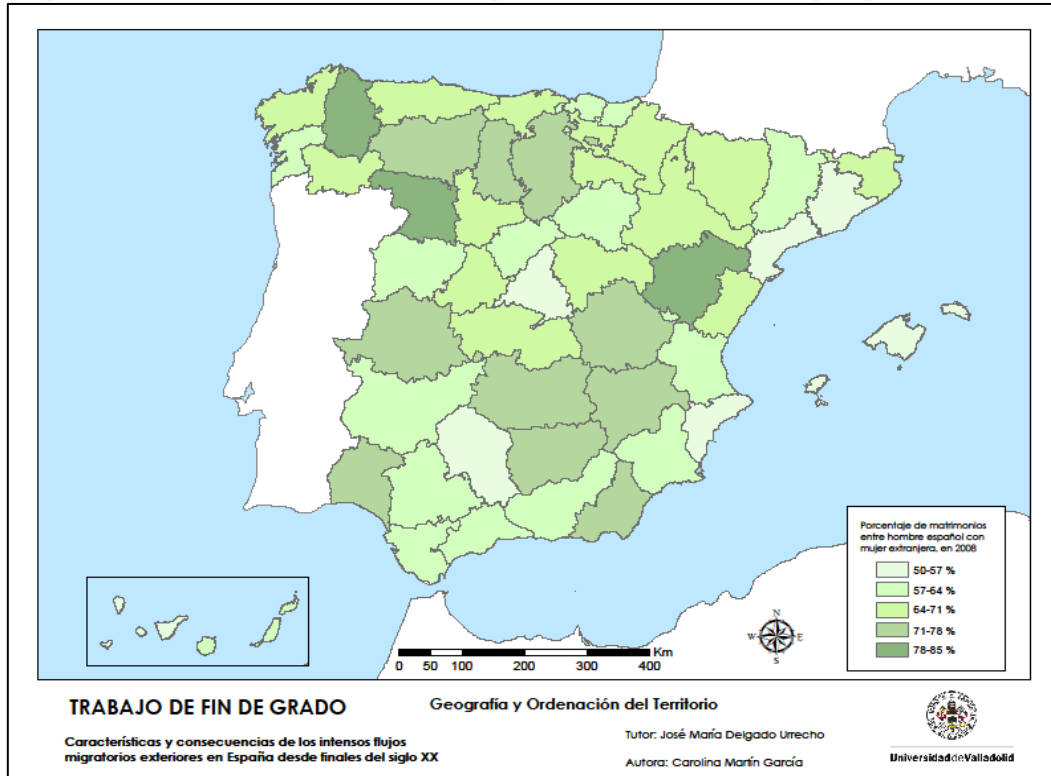 Porcentaje de matrimonios
entre hombre español con
mujer extranjera, en 2008
50-57 %
57-64 %
64-71 %
71-78 %
78-85 %
N
W
E
S
Km
0 50 100 200 300 400
TRABAJO DE FIN DE GRADO
Geografía y Ordenación del Territorio
Características y consecuencias de los intensos flujos
migratorios exteriores en España desde finales del siglo XX
Tutor: José María Delgado Urrecho
Autora: Carolina Martín García
UniversidaddeValladolid